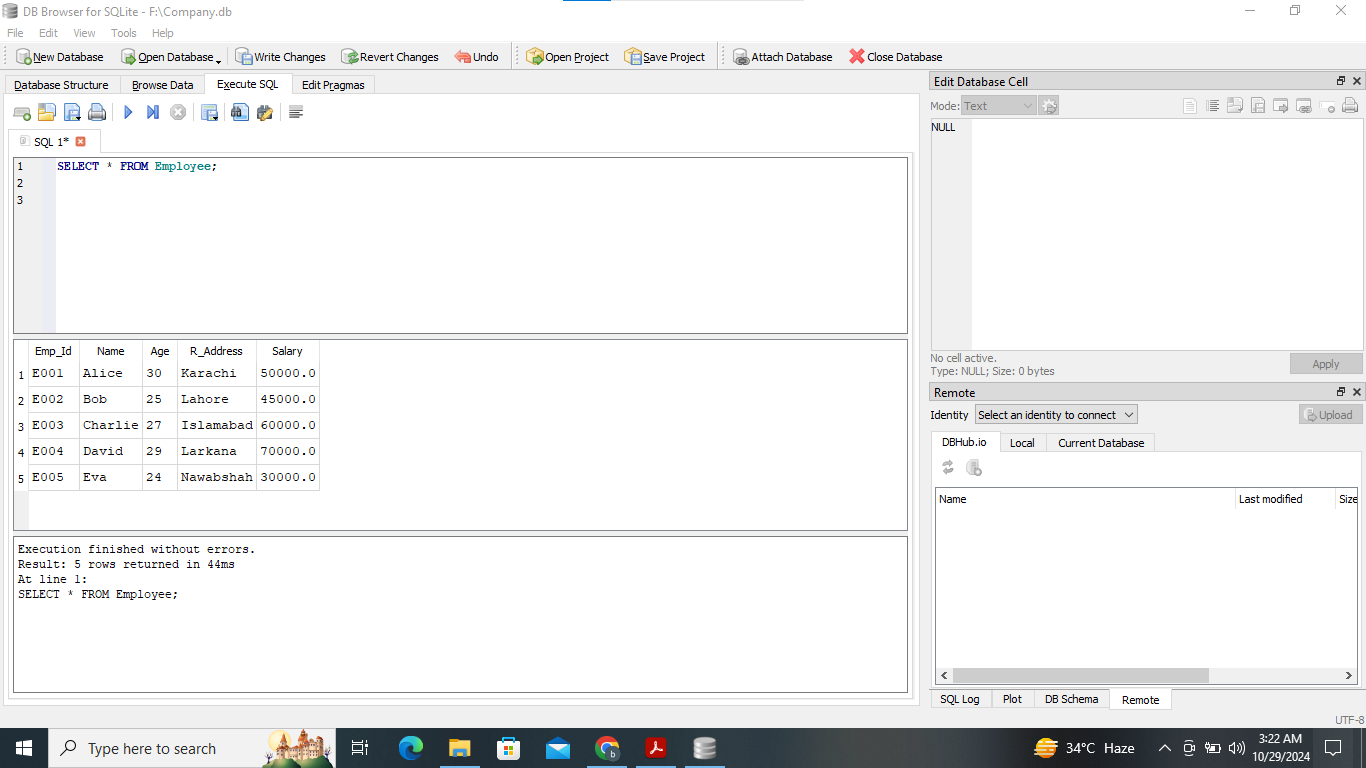 DB Browser for SQLite - F:\Company.db
File Edit View Tools Help
New Database Open Database Write Changes Revert Changes Undo Open Project Save Project Attach Database Close Database
Database Structure Browse Data Execute SQL Edit Pragmas
SQL 1*
1 SELECT * FROM Employee;
2
3
Emp_Id Name Age R_Address Salary
1 E001 Alice 30 Karachi 50000.0
2 E002 Bob 25 Lahore 45000.0
3 E003 Charlie 27 Islamabad 60000.0
4 E004 David 29 Larkana 70000.0
5 E005 Eva 24 Nawabshah 30000.0
Execution finished without errors.
Result: 5 rows returned in 44ms
At line 1:
SELECT * FROM Employee;
Edit Database Cell
Mode: Text
NULL
No cell active.
Type: NULL; Size: 0 bytes
Apply
Remote
Identity Select an identity to connect Upload
DBHub.io Local Current Database
Name Last modified Size
SQL Log Plot DB Schema Remote
UTF-8
Type here to search
34°C Haze
3:22 AM
10/29/2024